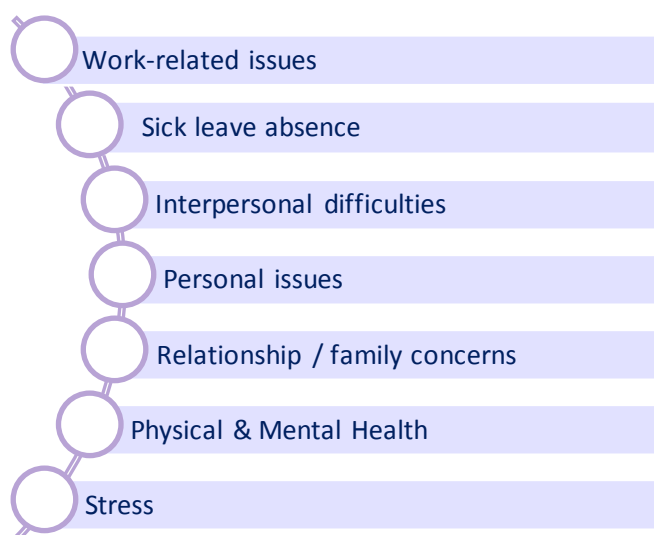 Work-related issues
Sick leave absence
Interpersonal difficulties
Personal issues
Relationship / family concerns
Physical & Mental Health
Stress